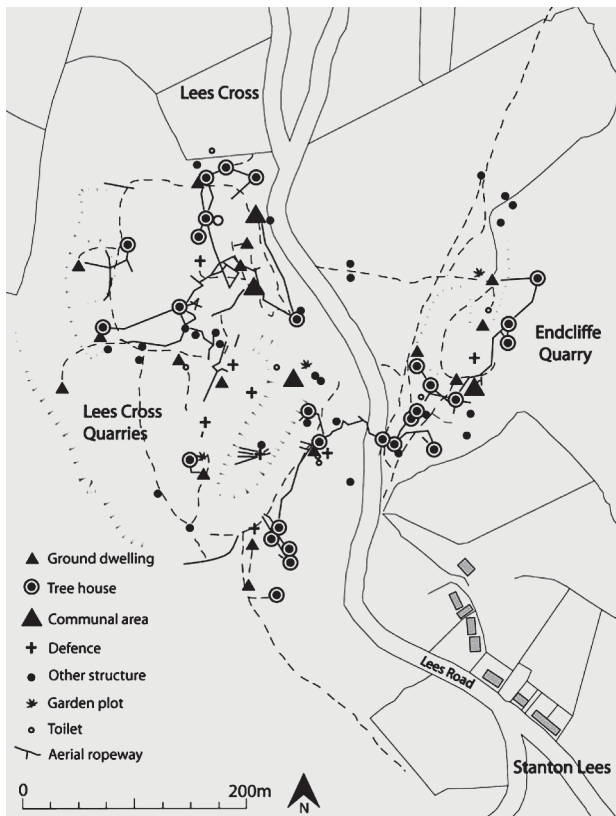 Lees Cross
Endcliffe
Quarry
Lees Cross
Quarries
Ground dwelling
Tree house
Communal area
Defence
Other structure
Garden plot
Toilet
Aerial ropeway
Lees Road
Stanton Lees
0 200m
N